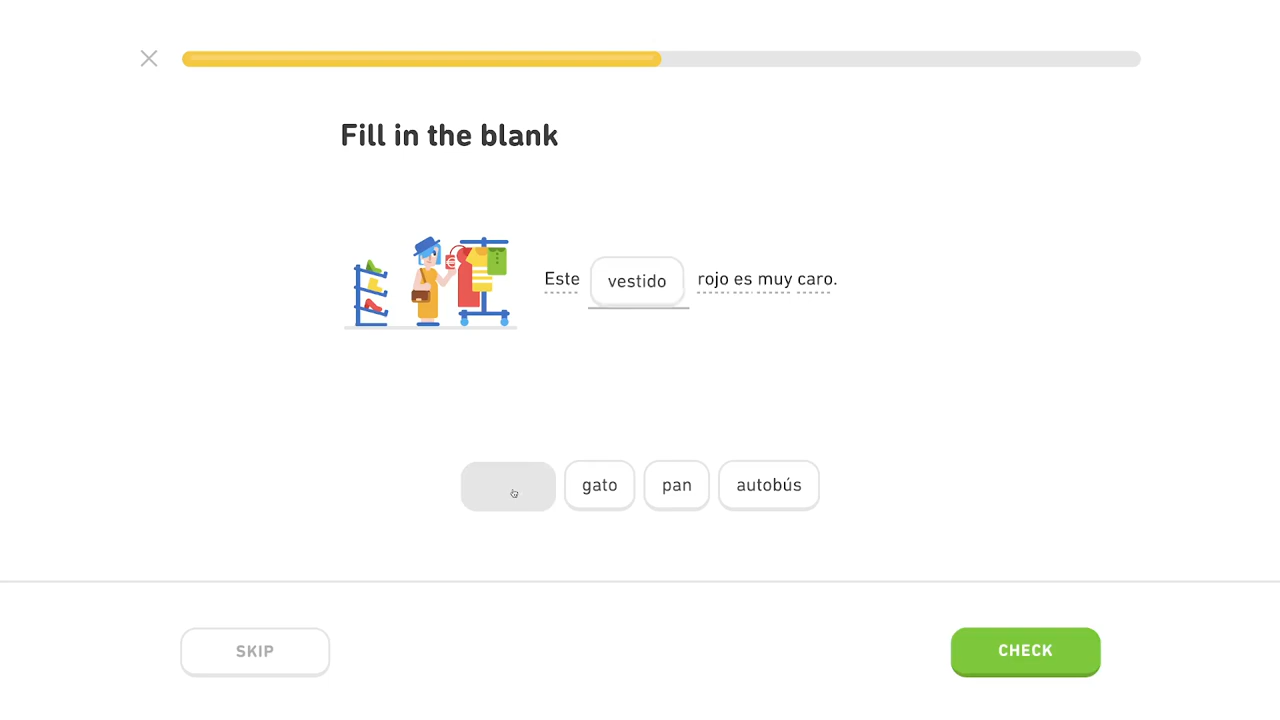 Fill in the blank
Este vestido rojo es muy caro.
gato pan autobús
SKIP CHECK